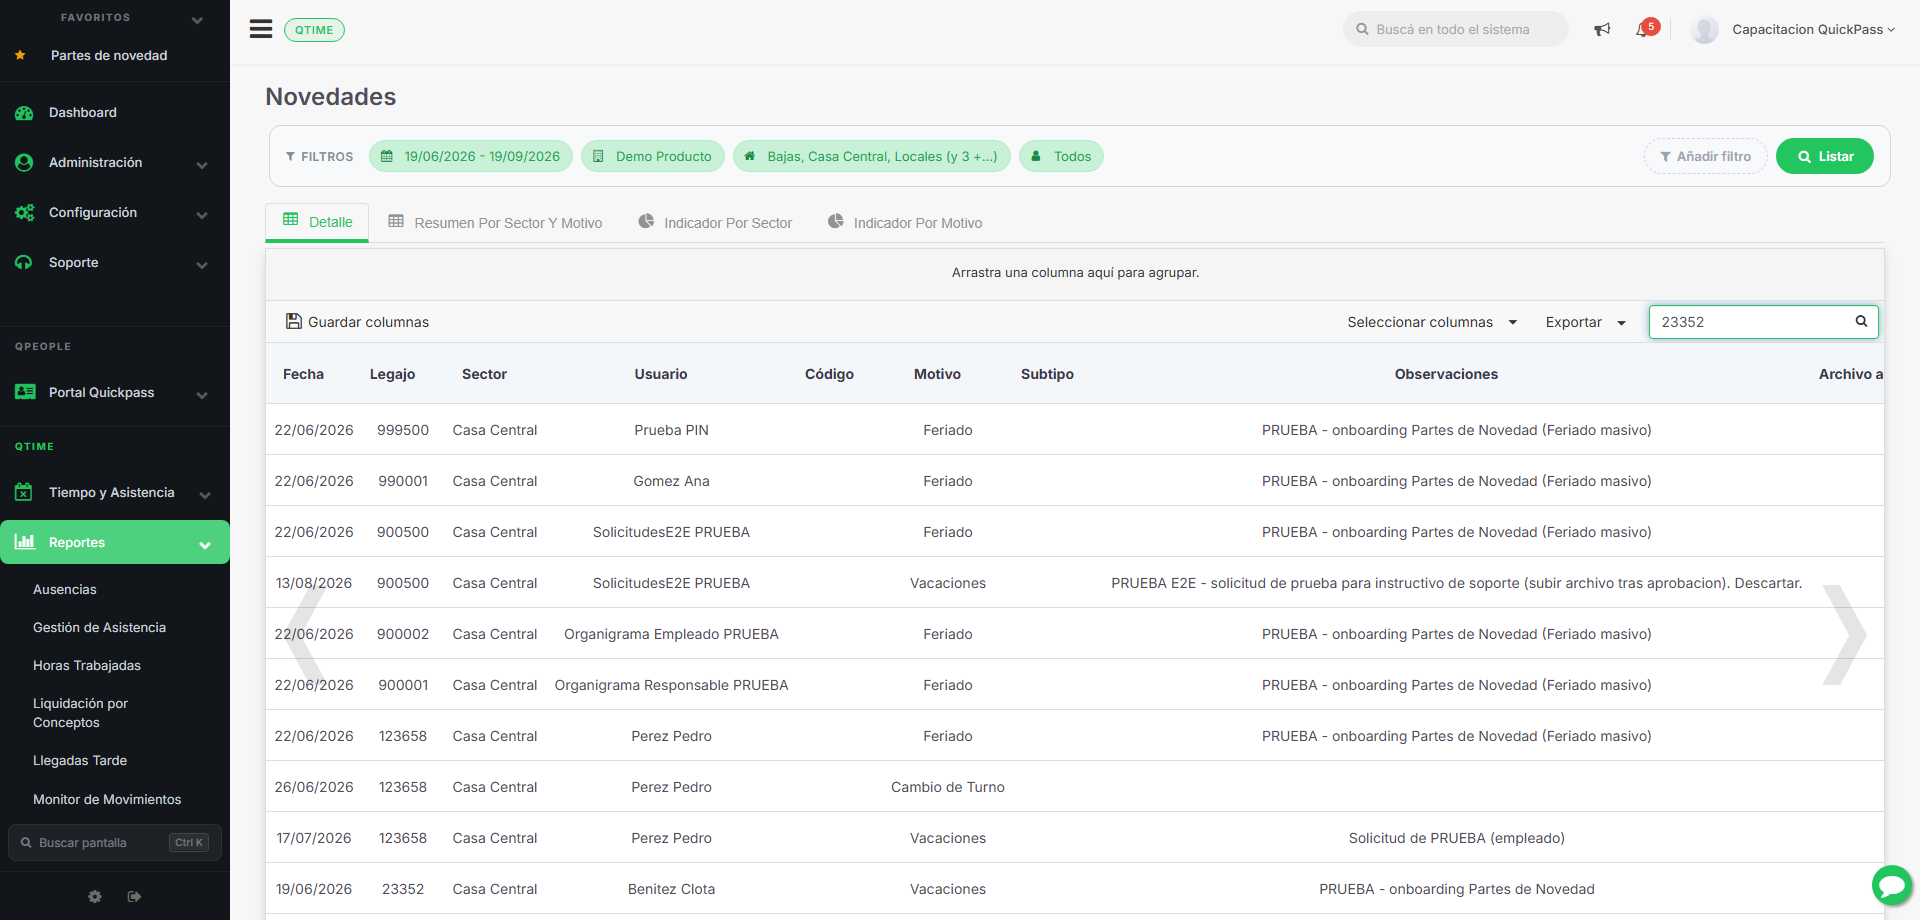 FAVORITOS
Partes de novedad
Dashboard
Administración
Configuración
Soporte
QPEOPLE
Portal Quickpass
QTIME
Tiempo y Asistencia
Reportes
Ausencias
Gestión de Asistencia
Horas Trabajadas
Liquidación por
Conceptos
Llegadas Tarde
Monitor de Movimientos
Buscar pantalla Ctrl K
QTIME
Buscá en todo el sistema
5
Capacitacion QuickPass
Novedades
FILTROS 19/06/2026 - 19/09/2026 Demo Producto Bajas, Casa Central, Locales (y 3 +...) Todos Añadir filtro Listar
Detalle Resumen Por Sector Y Motivo Indicador Por Sector Indicador Por Motivo
Arrastra una columna aquí para agrupar.
Guardar columnas Seleccionar columnas Exportar 23352
Fecha Legajo Sector Usuario Código Motivo Subtipo Observaciones Archivo a
22/06/2026 999500 Casa Central Prueba PIN Feriado PRUEBA - onboarding Partes de Novedad (Feriado masivo)
22/06/2026 990001 Casa Central Gomez Ana Feriado PRUEBA - onboarding Partes de Novedad (Feriado masivo)
22/06/2026 900500 Casa Central SolicitudesE2E PRUEBA Feriado PRUEBA - onboarding Partes de Novedad (Feriado masivo)
13/08/2026 900500 Casa Central SolicitudesE2E PRUEBA Vacaciones PRUEBA E2E - solicitud de prueba para instructivo de soporte (subir archivo tras aprobacion). Descartar.
22/06/2026 900002 Casa Central Organigrama Empleado PRUEBA Feriado PRUEBA - onboarding Partes de Novedad (Feriado masivo)
22/06/2026 900001 Casa Central Organigrama Responsable PRUEBA Feriado PRUEBA - onboarding Partes de Novedad (Feriado masivo)
22/06/2026 123658 Casa Central Perez Pedro Feriado PRUEBA - onboarding Partes de Novedad (Feriado masivo)
26/06/2026 123658 Casa Central Perez Pedro Cambio de Turno
17/07/2026 123658 Casa Central Perez Pedro Vacaciones Solicitud de PRUEBA (empleado)
19/06/2026 23352 Casa Central Benitez Clota Vacaciones PRUEBA - onboarding Partes de Novedad